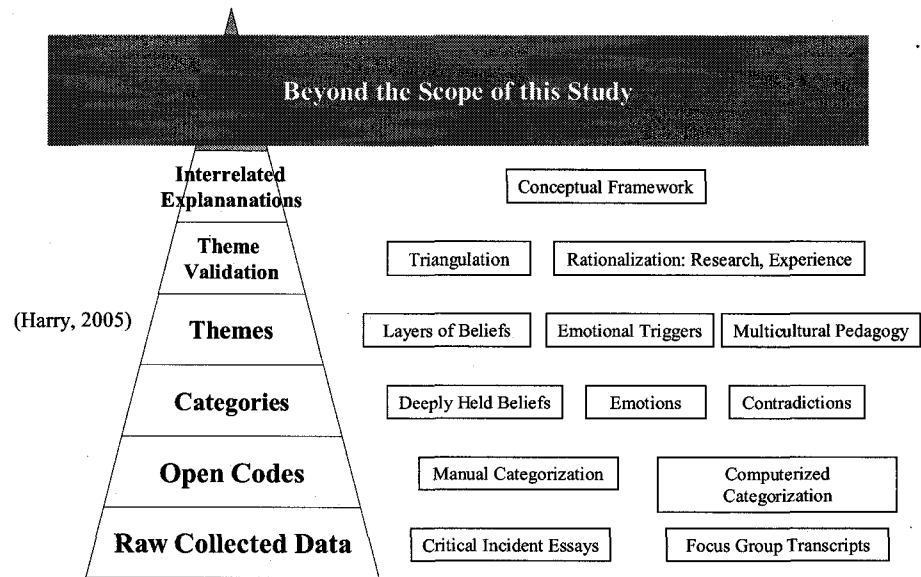 Beyond the Scope of this Study
Interrelated
Explananations
Conceptual Framework
Theme
Validation
Triangulation
Rationalization: Research, Experience
(Harry, 2005)
Themes
Layers of Beliefs
Emotional Triggers
Multicultural Pedagogy
Categories
Deeply Held Beliefs
Emotions
Contradictions
Open Codes
Manual Categorization
Computerized
Categorization
Raw Collected Data
Critical Incident Essays
Focus Group Transcripts